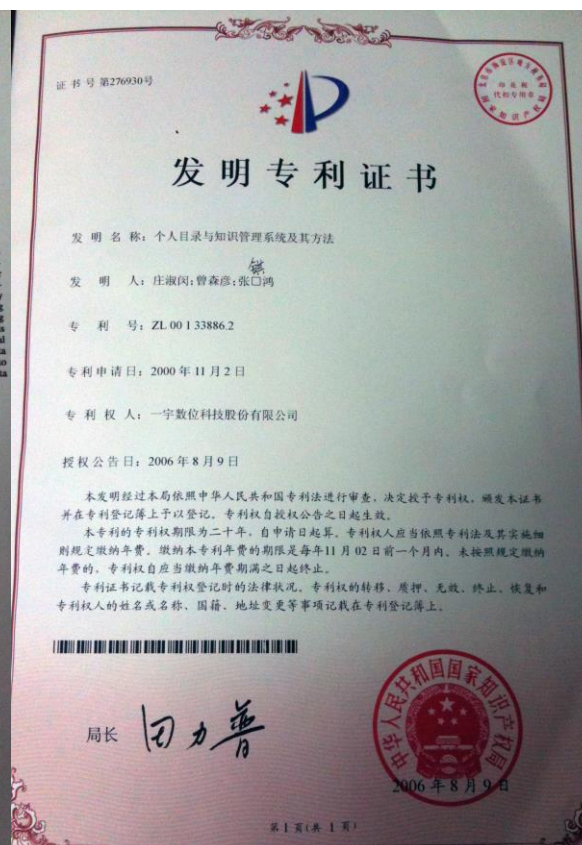 证书号第276930号
发明专利证书
发明名称：个人目录与知识管理系统及其方法
发明人：庄淑闵;曾森彦;张□鸿
专利号：ZL 00 1 33886.2
专利申请日：2000年11月2日
专利权人：一宇数位科技股份有限公司
授权公告日：2006年8月9日
本发明经过本局依照中华人民共和国专利法进行审查，决定授予专利权，颁发本证书
并在专利登记簿上予以登记。专利权自授权公告之日起生效。
本专利的专利权期限为二十年，自申请日起算。专利权人应当依照专利法及其实施细
则规定缴纳年费。缴纳本专利年费的期限是每年11月02日前一个月内。未按照规定缴纳
年费的，专利权自应当缴纳年费期满之日起终止。
专利证书记载专利权登记时的法律状况。专利权的转移、质押、无效、终止、恢复和
专利权人的姓名或名称、国籍、地址变更等事项记载在专利登记簿上。
局长 田力普
中华人民共和国国家知识产权局
2006年8月9日
第1页(共1页)